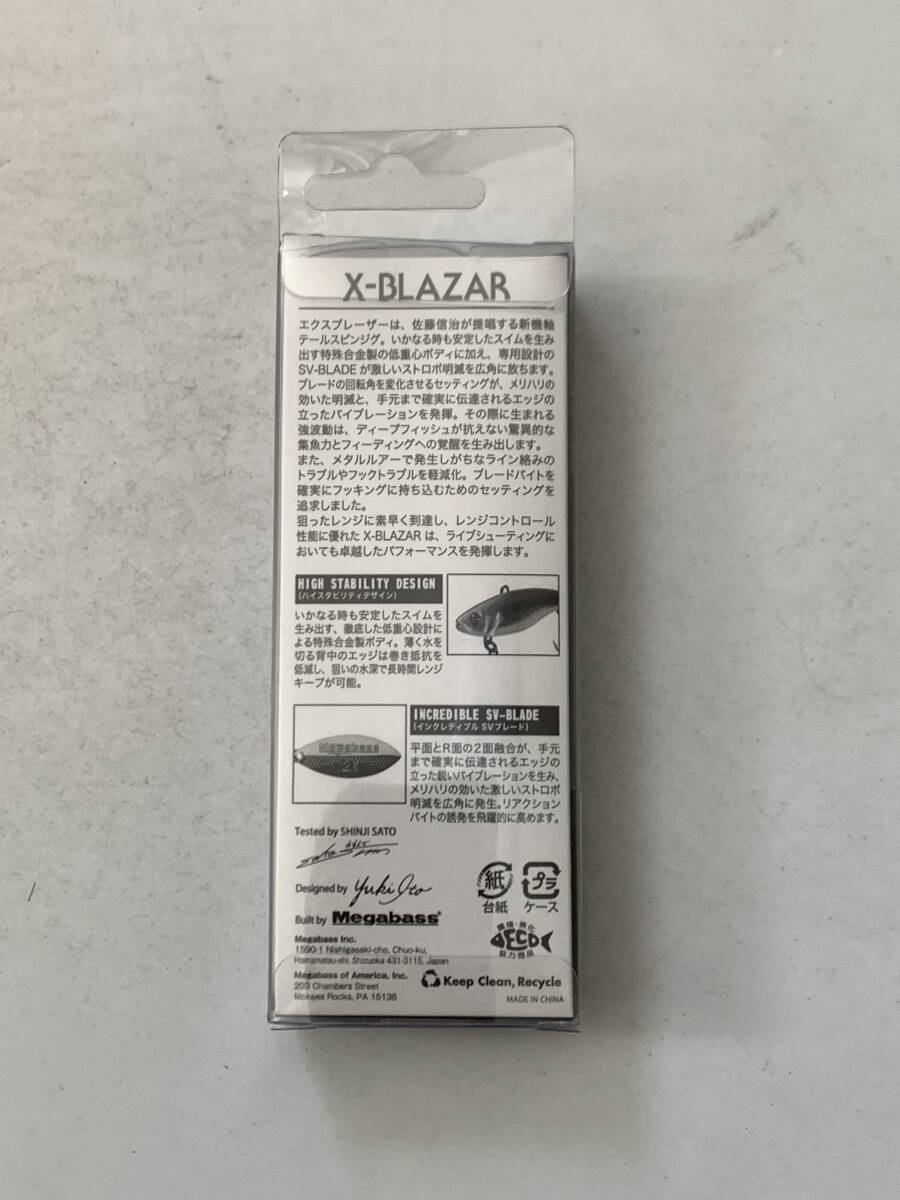 X-BLAZAR
エクスブレーザーは、佐藤信治が提唱する新機軸
テールスピンジグ。いかなる時も安定したスイムを生み
出す特殊合金製の低重心ボディに加え、専用設計の
SV-BLADEが激しいストロボ明滅を広角に放ちます。
ブレードの回転角を変化させるセッティングが、メリハリの
効いた明滅と、手元まで確実に伝達されるエッジの
立ったバイブレーションを発揮。その際に生まれる
強波動は、ディープフィッシュが抗えない驚異的な
集魚力とフィーディングへの覚醒を生み出します。
また、メタルルアーで発生しがちなライン絡みの
トラブルやフックトラブルを軽減化。ブレードバイトを
確実にフッキングに持ち込むためのセッティングを
追求しました。
狙ったレンジに素早く到達し、レンジコントロール
性能に優れたX-BLAZARは、ライブシューティングに
おいても卓越したパフォーマンスを発揮します。
HIGH STABILITY DESIGN
(ハイスタビリティデザイン)
いかなる時も安定したスイムを
生み出す、徹底した低重心設計に
よる特殊合金製ボディ。薄く水を
切る背中のエッジは巻き抵抗を
低減し、狙いの水深で長時間レンジ
キープが可能。
Megabass
INCREDIBLE SV-BLADE
(インクレディブル SVブレード)
平面とR面の2面融合が、手元
まで確実に伝達されるエッジの
立った鋭いバイブレーションを生み、
メリハリの効いた激しいストロボ
明滅を広角に発生。リアクション
バイトの誘発を飛躍的に高めます。
Tested by SHINJI SATO
Designed by Yuki Ito
Built by Megabass®
紙
台紙
プラ
ケース
環境・美化
ECO
協力商品
Megabass Inc.
1590-1 Nishigasaki-cho, Chuo-ku,
Hamamatsu-shi, Shizuoka 431-3115, Japan
Megabass of America, Inc.
203 Chambers Street
Mckees Rocks, PA 15136
Keep Clean, Recycle
MADE IN CHINA